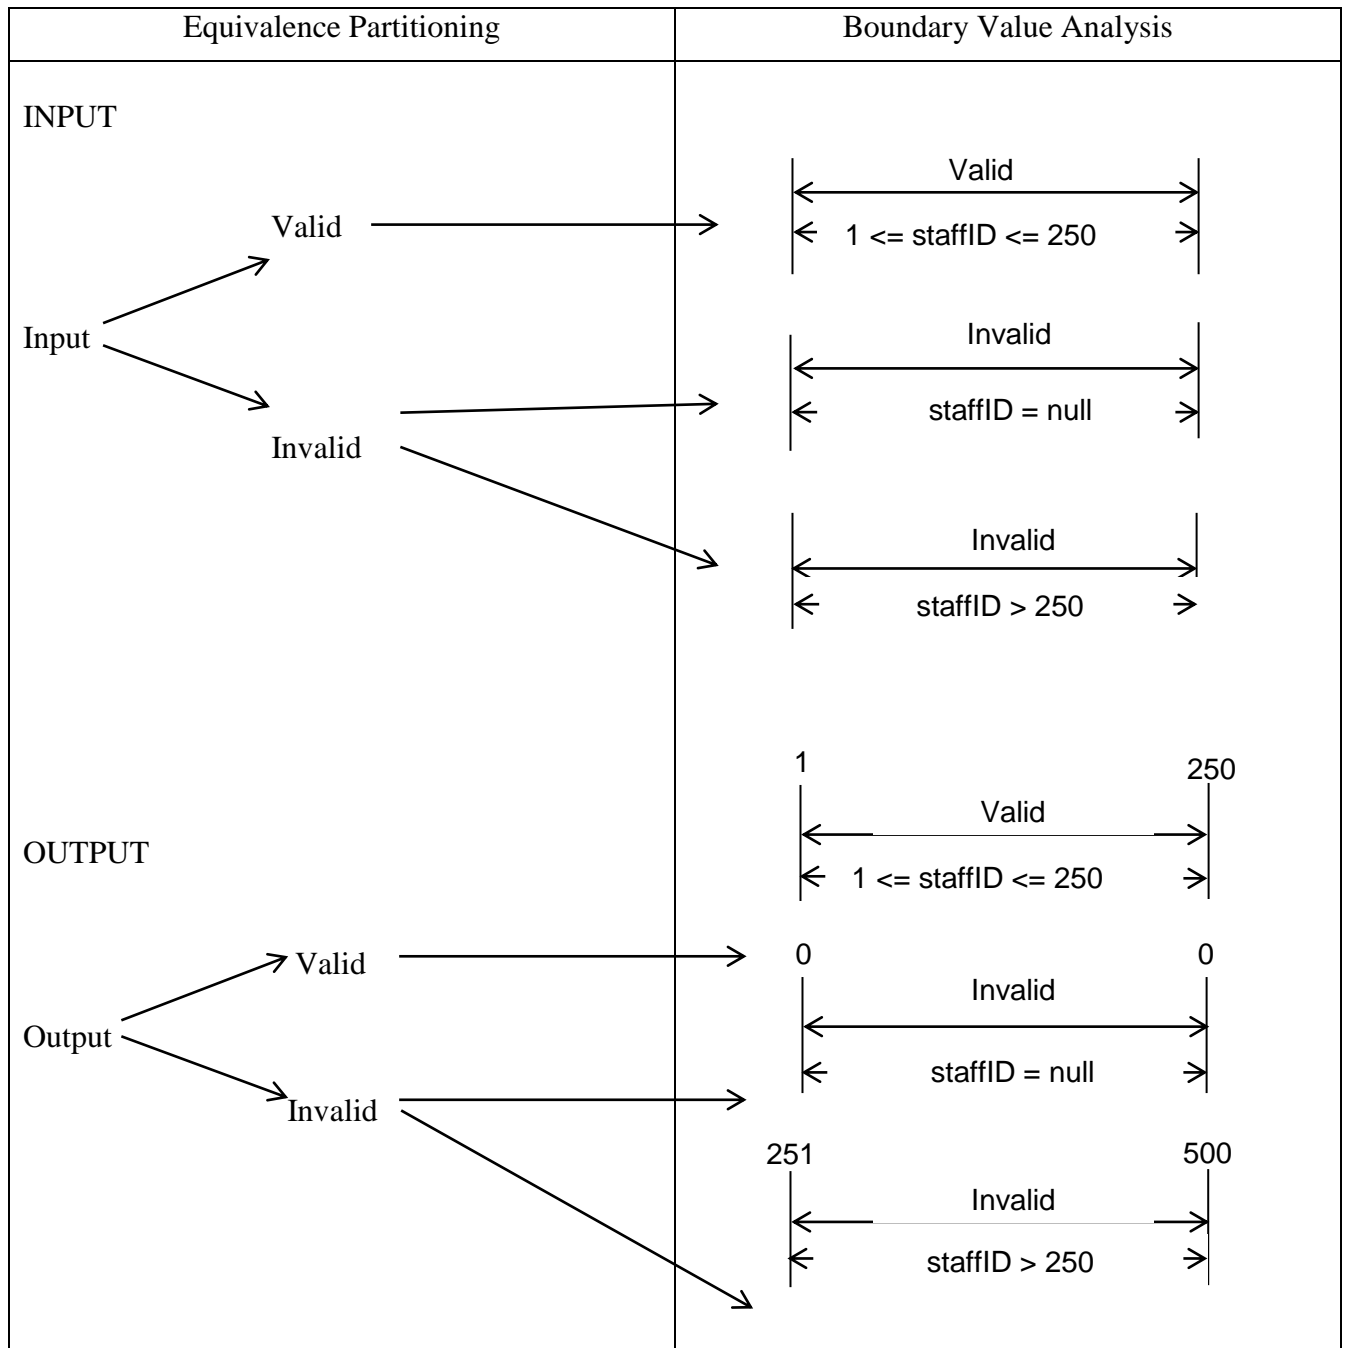 Equivalence Partitioning
Boundary Value Analysis
INPUT
Valid
Valid
1 <= staffID <= 250
Input
Invalid
staffID = null
Invalid
Invalid
staffID > 250
1
250
Valid
OUTPUT
1 <= staffID <= 250
Valid
0
0
Invalid
Output
staffID = null
Invalid
251
500
Invalid
staffID > 250